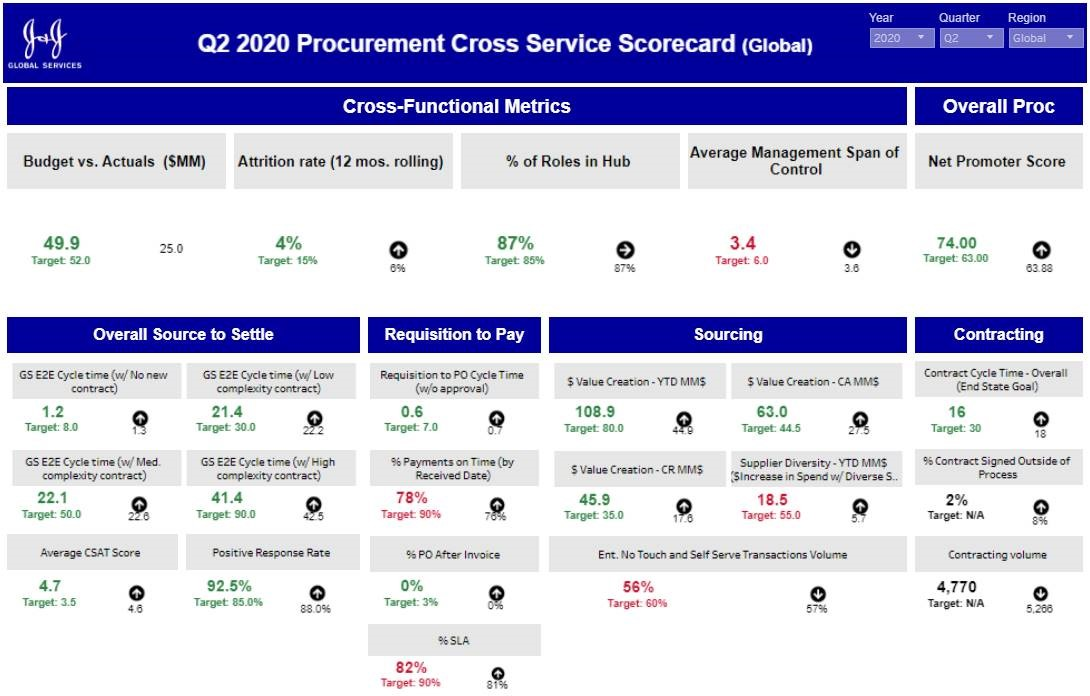 J&J
GLOBAL SERVICES
Q2 2020 Procurement Cross Service Scorecard (Global)
Year
Quarter
Region
2020
Q2
Global
Cross-Functional Metrics
Overall Proc
Budget vs. Actuals ($MM)
Attrition rate (12 mos. rolling)
% of Roles in Hub
Average Management Span of
Control
Net Promoter Score
49.9
Target: 52.0
25.0
4%
Target: 15%
6%
87%
Target: 85%
87%
3.4
Target: 6.0
3.6
74.00
Target: 63.00
63.88
Overall Source to Settle
Requisition to Pay
Sourcing
Contracting
GS E2E Cycle time (w/ No new
contract)
GS E2E Cycle time (w/ Low
complexity contract)
Requisition to PO Cycle Time
(w/o approval)
$ Value Creation - YTD MM$
$ Value Creation - CA MM$
Contract Cycle Time - Overall
(End State Goal)
1.2
Target: 8.0
1.3
21.4
Target: 30.0
22.2
0.6
Target: 7.0
0.7
108.9
Target: 80.0
44.9
63.0
Target: 44.5
27.5
16
Target: 30
18
GS E2E Cycle time (w/ Med.
complexity contract)
GS E2E Cycle time (w/ High
complexity contract)
% Payments on Time (by
Received Date)
$ Value Creation - CR MM$
Supplier Diversity - YTD MM$
($Increase in Spend w/ Diverse S..
% Contract Signed Outside of
Process
22.1
Target: 50.0
22.6
41.4
Target: 90.0
42.5
78%
Target: 90%
76%
45.9
Target: 35.0
17.6
18.5
Target: 55.0
5.7
2%
Target: N/A
8%
Average CSAT Score
Positive Response Rate
% PO After Invoice
Ent. No Touch and Self Serve Transactions Volume
Contracting volume
4.7
Target: 3.5
4.6
92.5%
Target: 85.0%
88.0%
0%
Target: 3%
0%
56%
Target: 60%
57%
4,770
Target: N/A
5,266
% SLA
82%
Target: 90%
81%